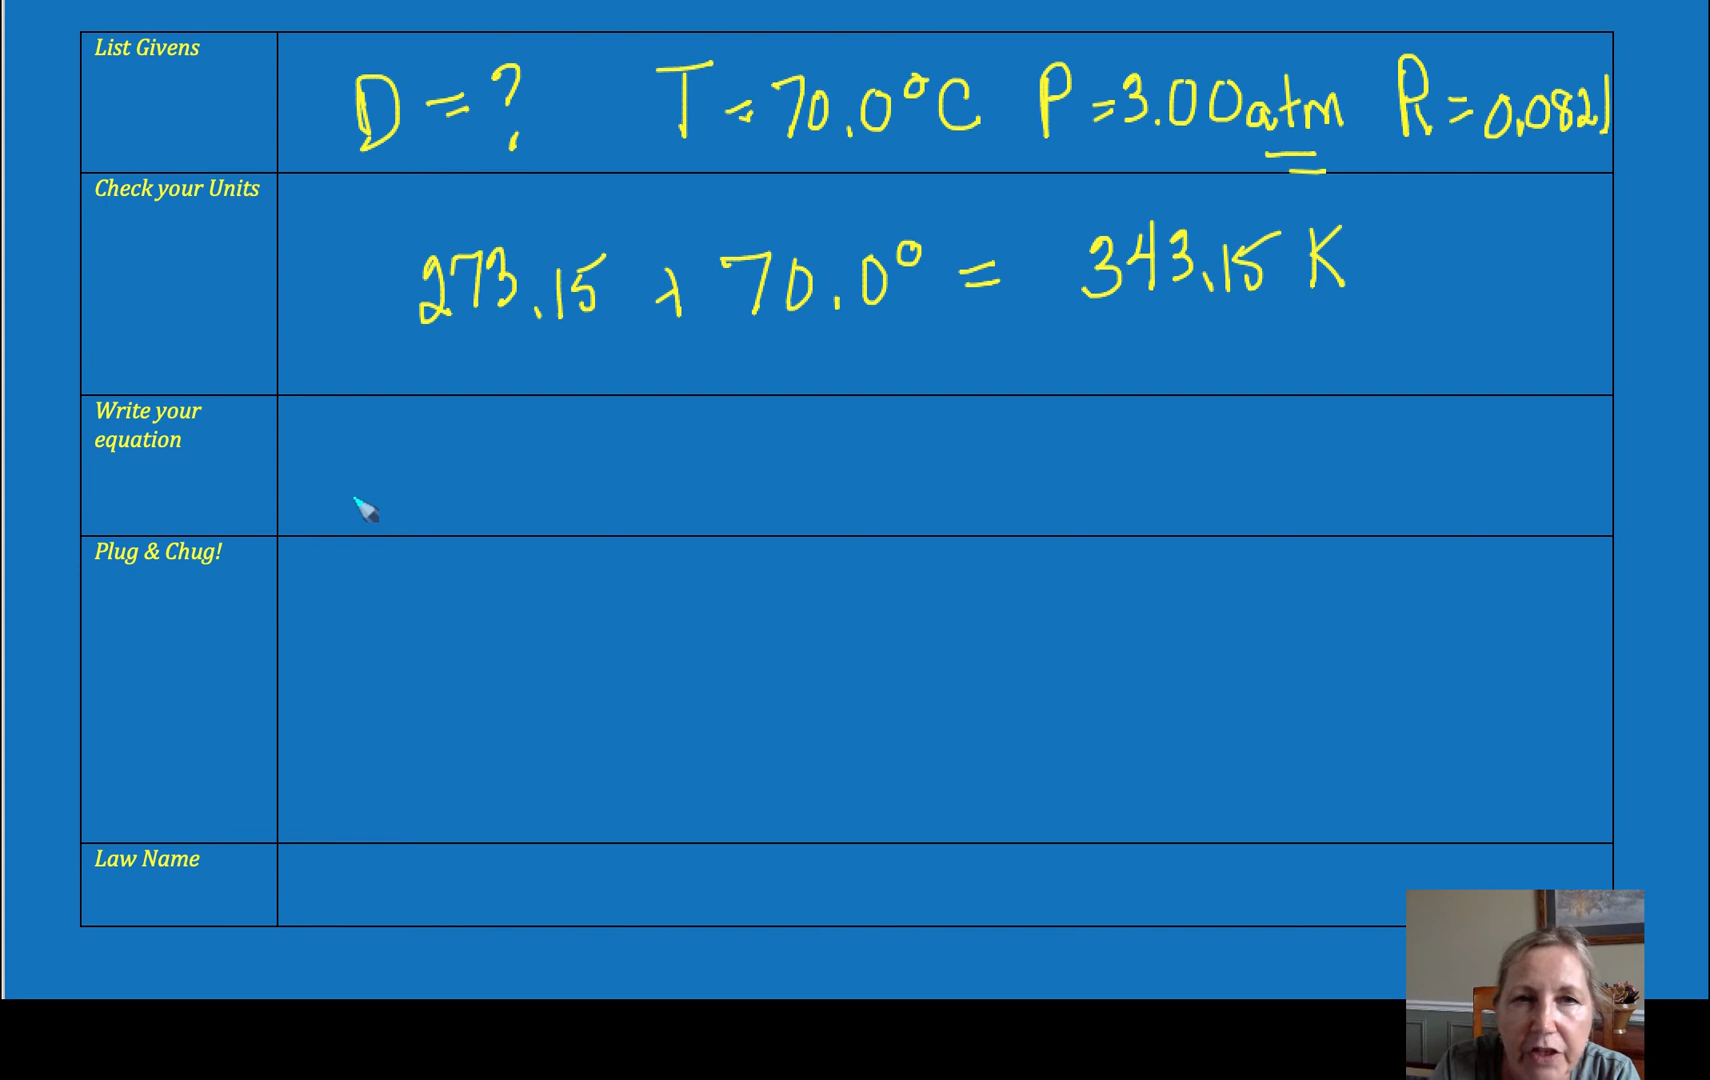 List Givens
D = ? T = 70.0°C P = 3.00 atm R = 0.0821
Check your Units
273.15 + 70.0° = 343.15 K
Write your
equation
Plug & Chug!
Law Name